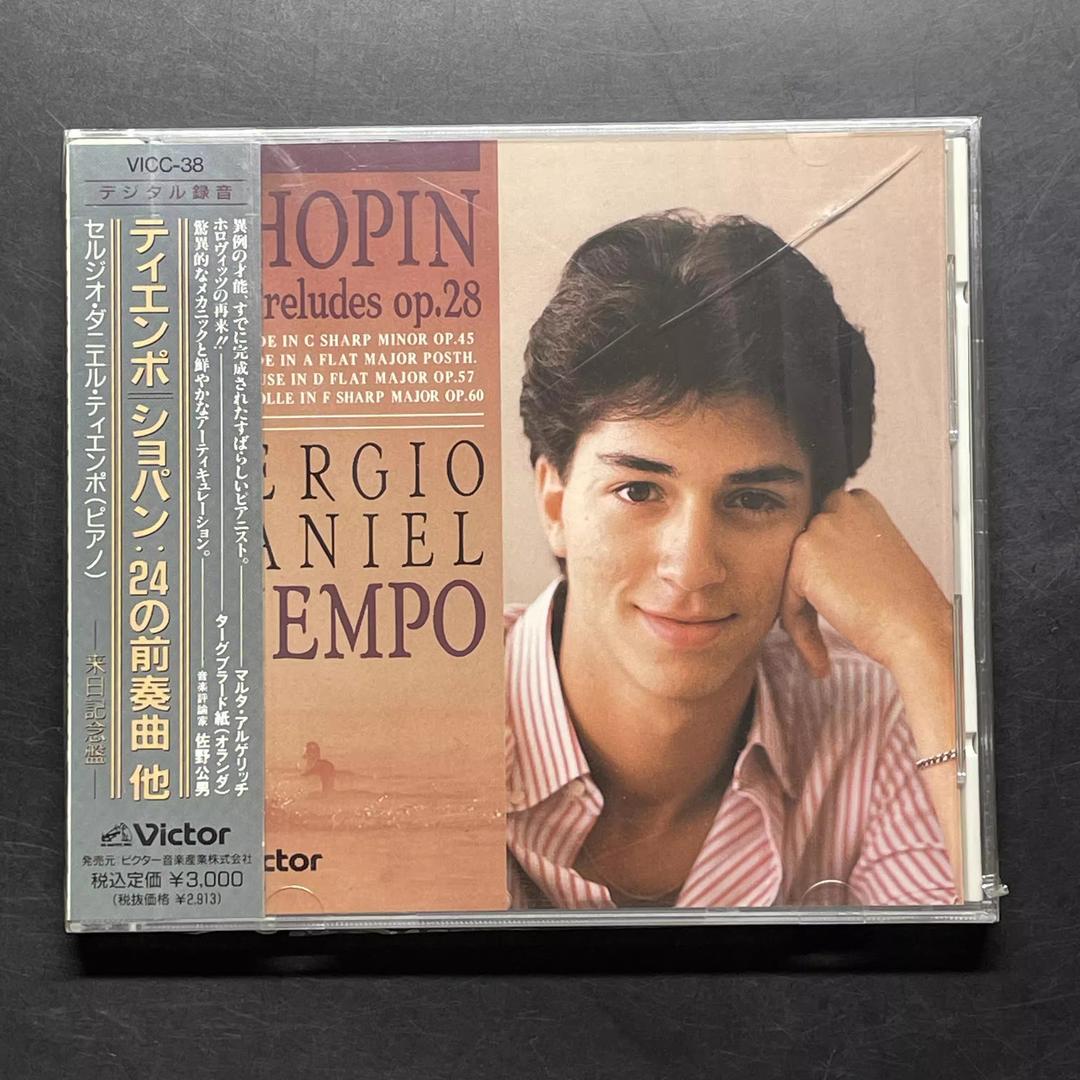 VICC-38
デジタル録音
異例の才能、すでに完成されたすばらしいピアニスト。――マルタ・アルゲリッチ
ホロヴィッツの再来!!――ターグブラード紙(オランダ)
驚異的なメカニックと鮮やかなアーティキュレーション。――音楽評論家 佐野公男
ティエンポ ショパン:24の前奏曲 他
セルジオ・ダニエル・ティエンポ(ピアノ)
―来日記念盤―
Victor
発売元:ビクター音楽産業株式会社
税込定価 ¥3,000
(税抜価格 ¥2,913)
HOPIN
reludes op.28
DE IN C SHARP MINOR OP.45
DE IN A FLAT MAJOR POSTH.
USE IN D FLAT MAJOR OP.57
OLLE IN F SHARP MAJOR OP.60
ERGIO
ANIEL
IEMPO
ctor